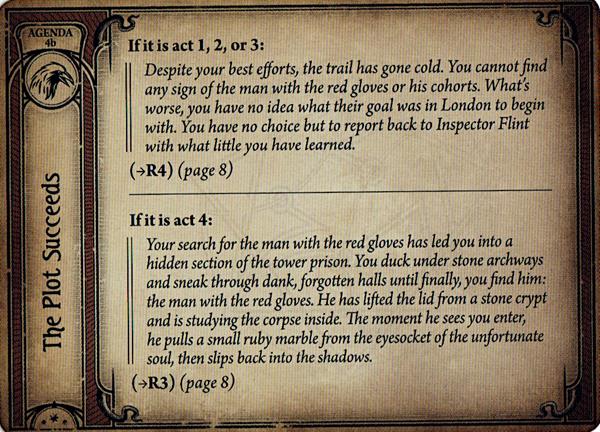 AGENDA
4b
The Plot Succeeds
If it is act 1, 2, or 3:
Despite your best efforts, the trail has gone cold. You cannot find
any sign of the man with the red gloves or his cohorts. What's
worse, you have no idea what their goal was in London to begin
with. You have no choice but to report back to Inspector Flint
with what little you have learned.
(→R4) (page 8)
If it is act 4:
Your search for the man with the red gloves has led you into a
hidden section of the tower prison. You duck under stone archways
and sneak through dank, forgotten halls until finally, you find him:
the man with the red gloves. He has lifted the lid from a stone crypt
and is studying the corpse inside. The moment he sees you enter,
he pulls a small ruby marble from the eyesocket of the unfortunate
soul, then slips back into the shadows.
(→R3) (page 8)